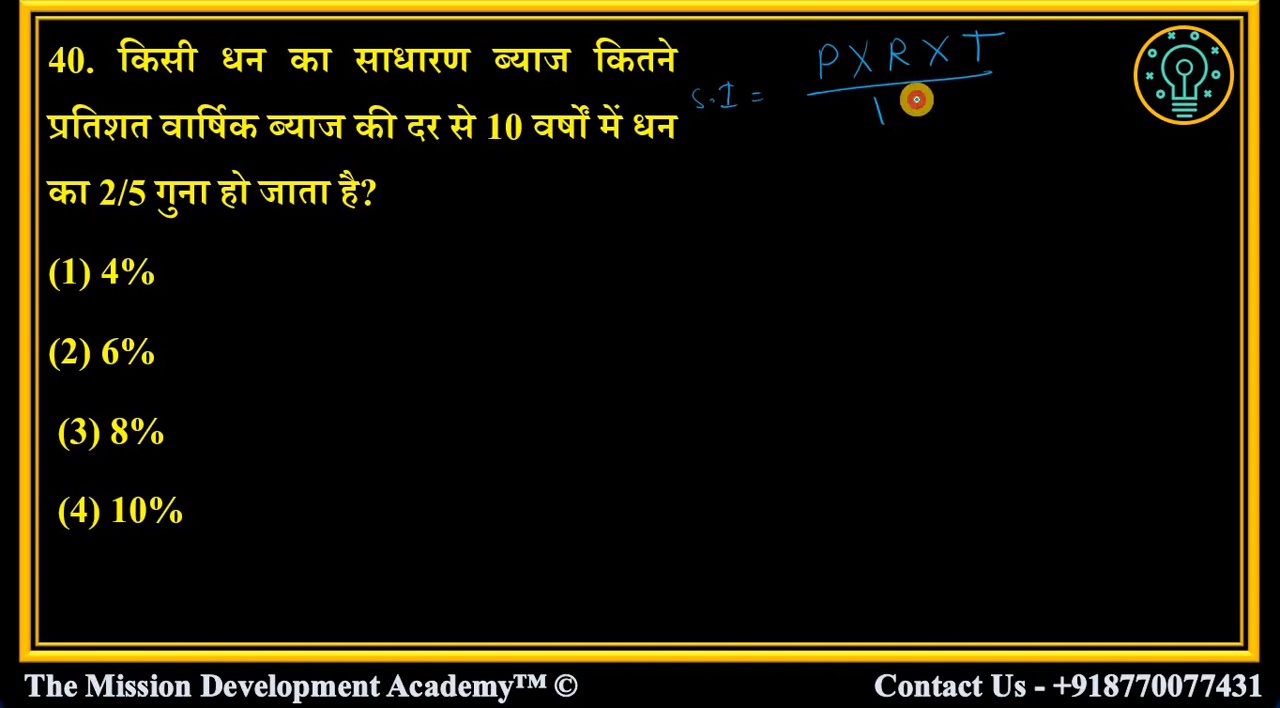 40. किसी धन का साधारण ब्याज कितने
प्रतिशत वार्षिक ब्याज की दर से 10 वर्षों में धन
का 2/5 गुना हो जाता है?
(1) 4%
(2) 6%
(3) 8%
(4) 10%
P X R X T
S.I =
1
The Mission Development Academy™ ©
Contact Us - +918770077431